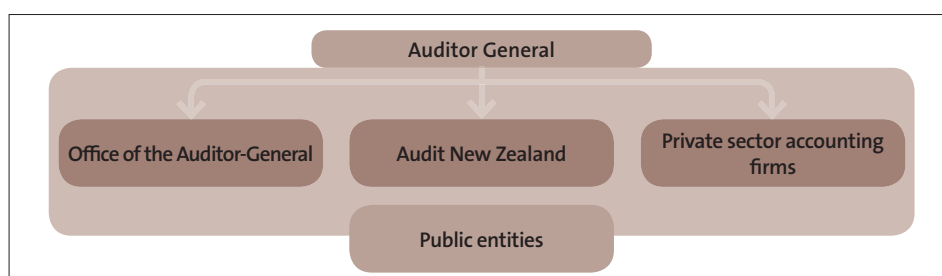 Auditor General
Office of the Auditor-General
Audit New Zealand
Private sector accounting
firms
Public entities